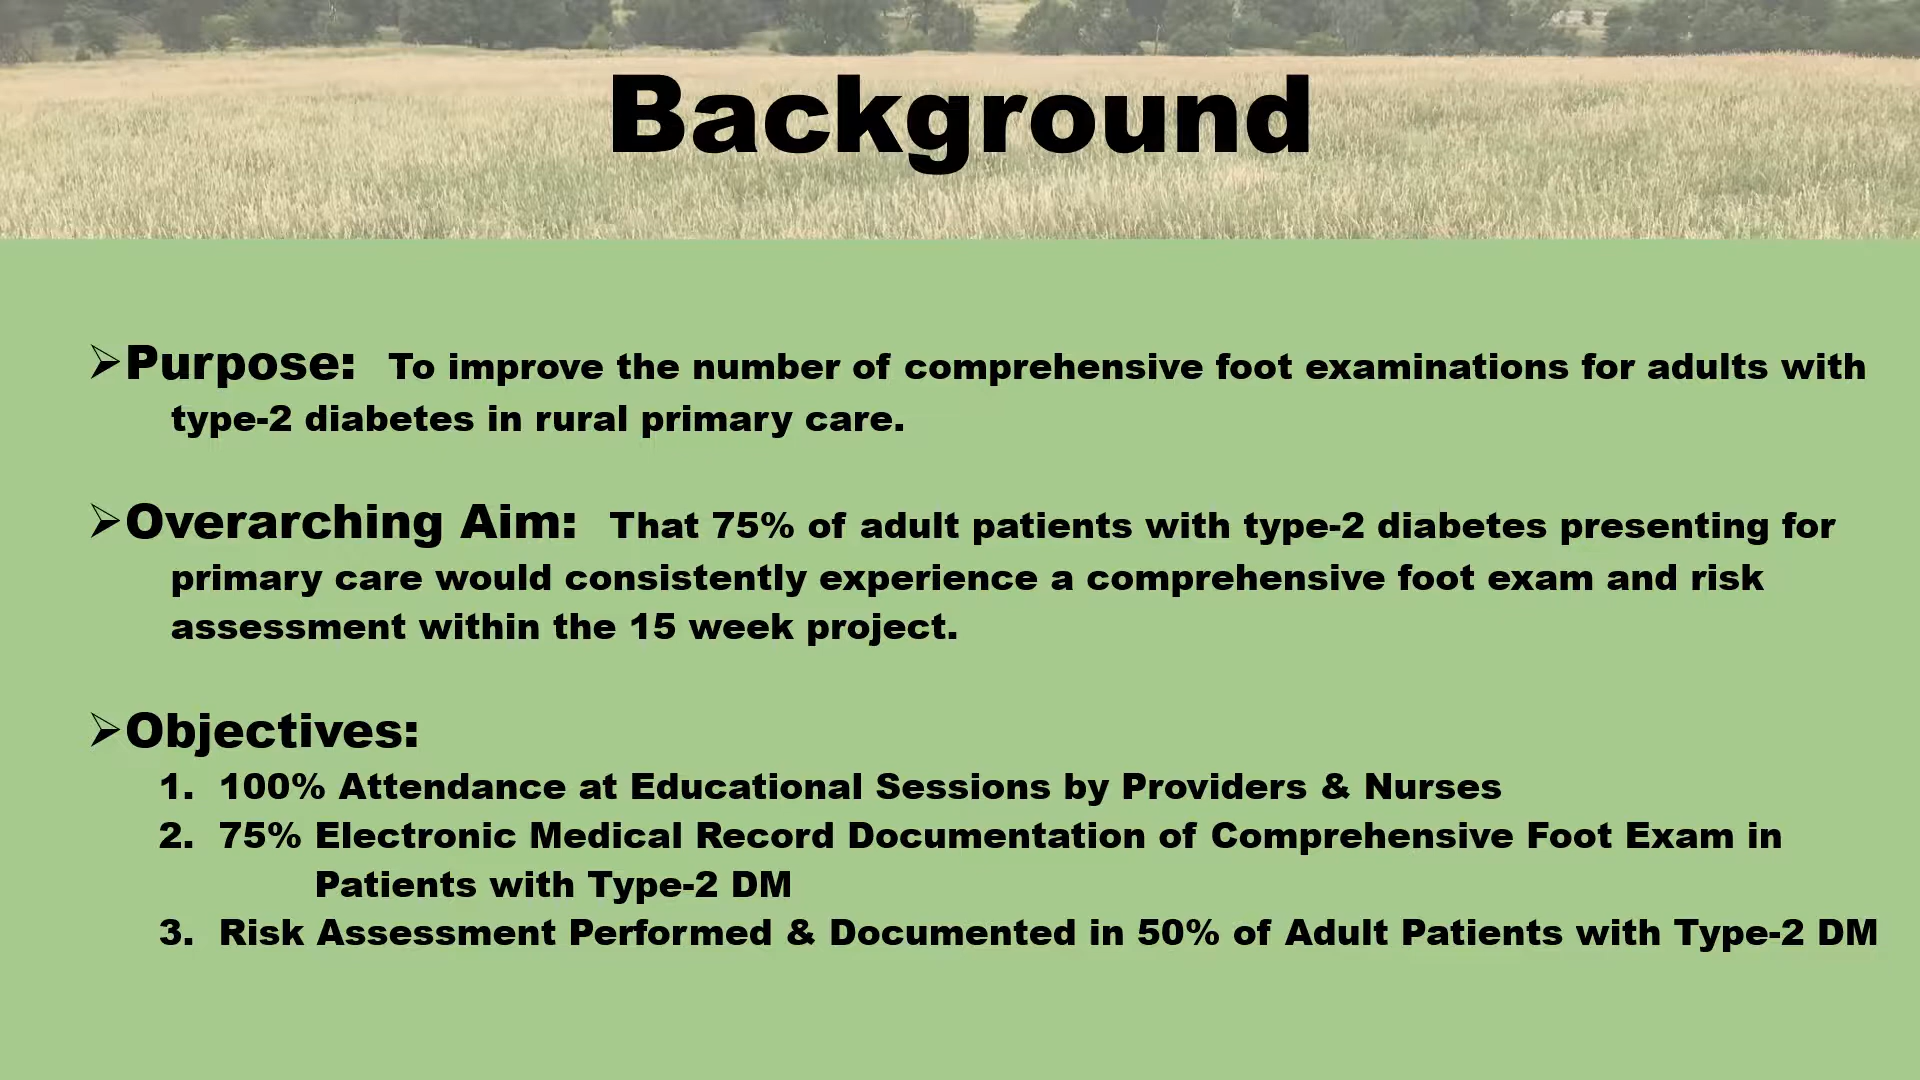 Background
➢Purpose: To improve the number of comprehensive foot examinations for adults with
type-2 diabetes in rural primary care.
➢Overarching Aim: That 75% of adult patients with type-2 diabetes presenting for
primary care would consistently experience a comprehensive foot exam and risk
assessment within the 15 week project.
➢Objectives:
1. 100% Attendance at Educational Sessions by Providers & Nurses
2. 75% Electronic Medical Record Documentation of Comprehensive Foot Exam in
Patients with Type-2 DM
3. Risk Assessment Performed & Documented in 50% of Adult Patients with Type-2 DM